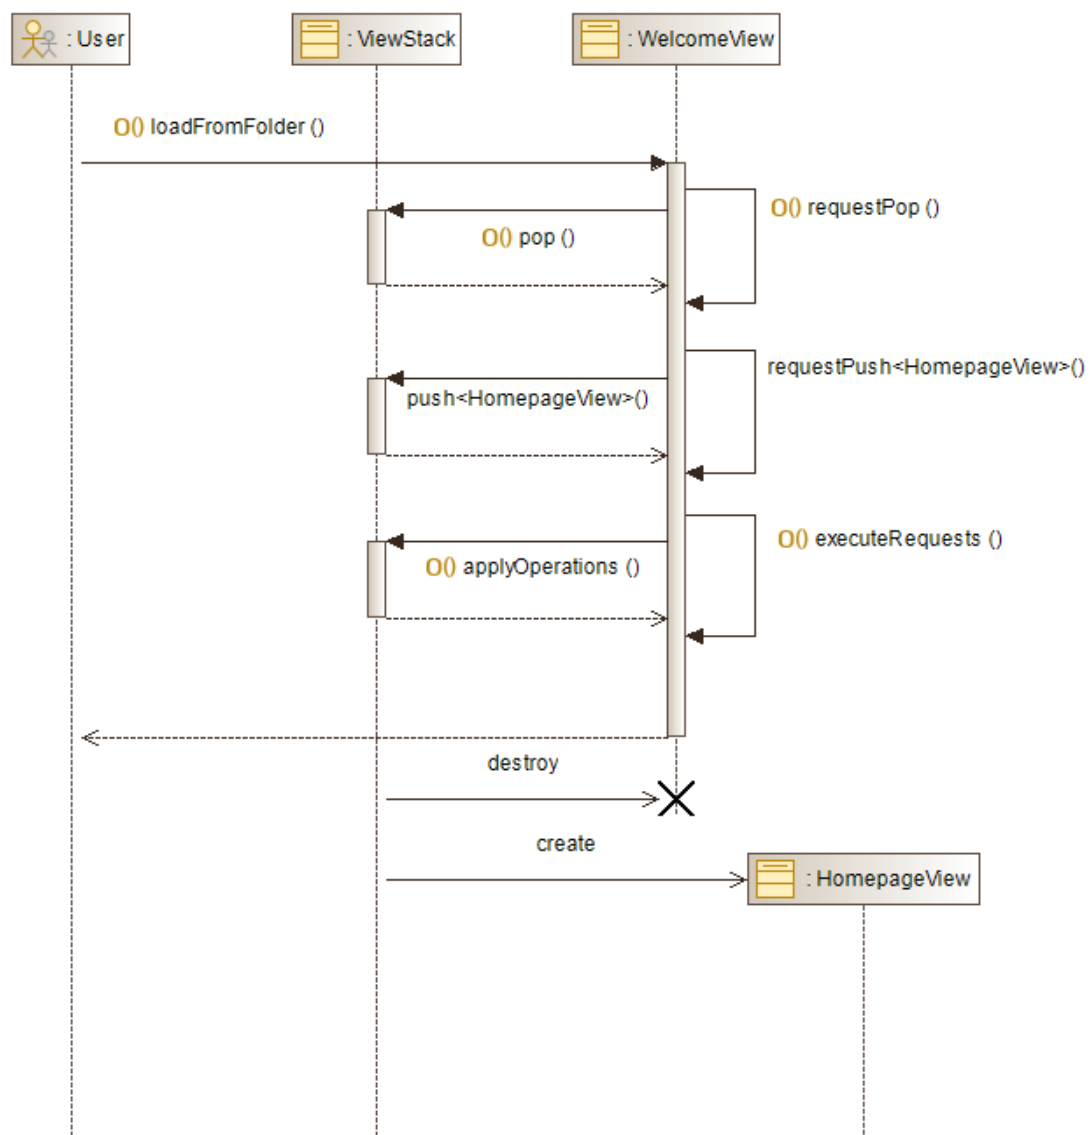 : User
: ViewStack
: WelcomeView
O() loadFromFolder ()
O() requestPop ()
O() pop ()
requestPush<HomepageView>()
push<HomepageView>()
O() executeRequests ()
O() applyOperations ()
destroy
create
: HomepageView